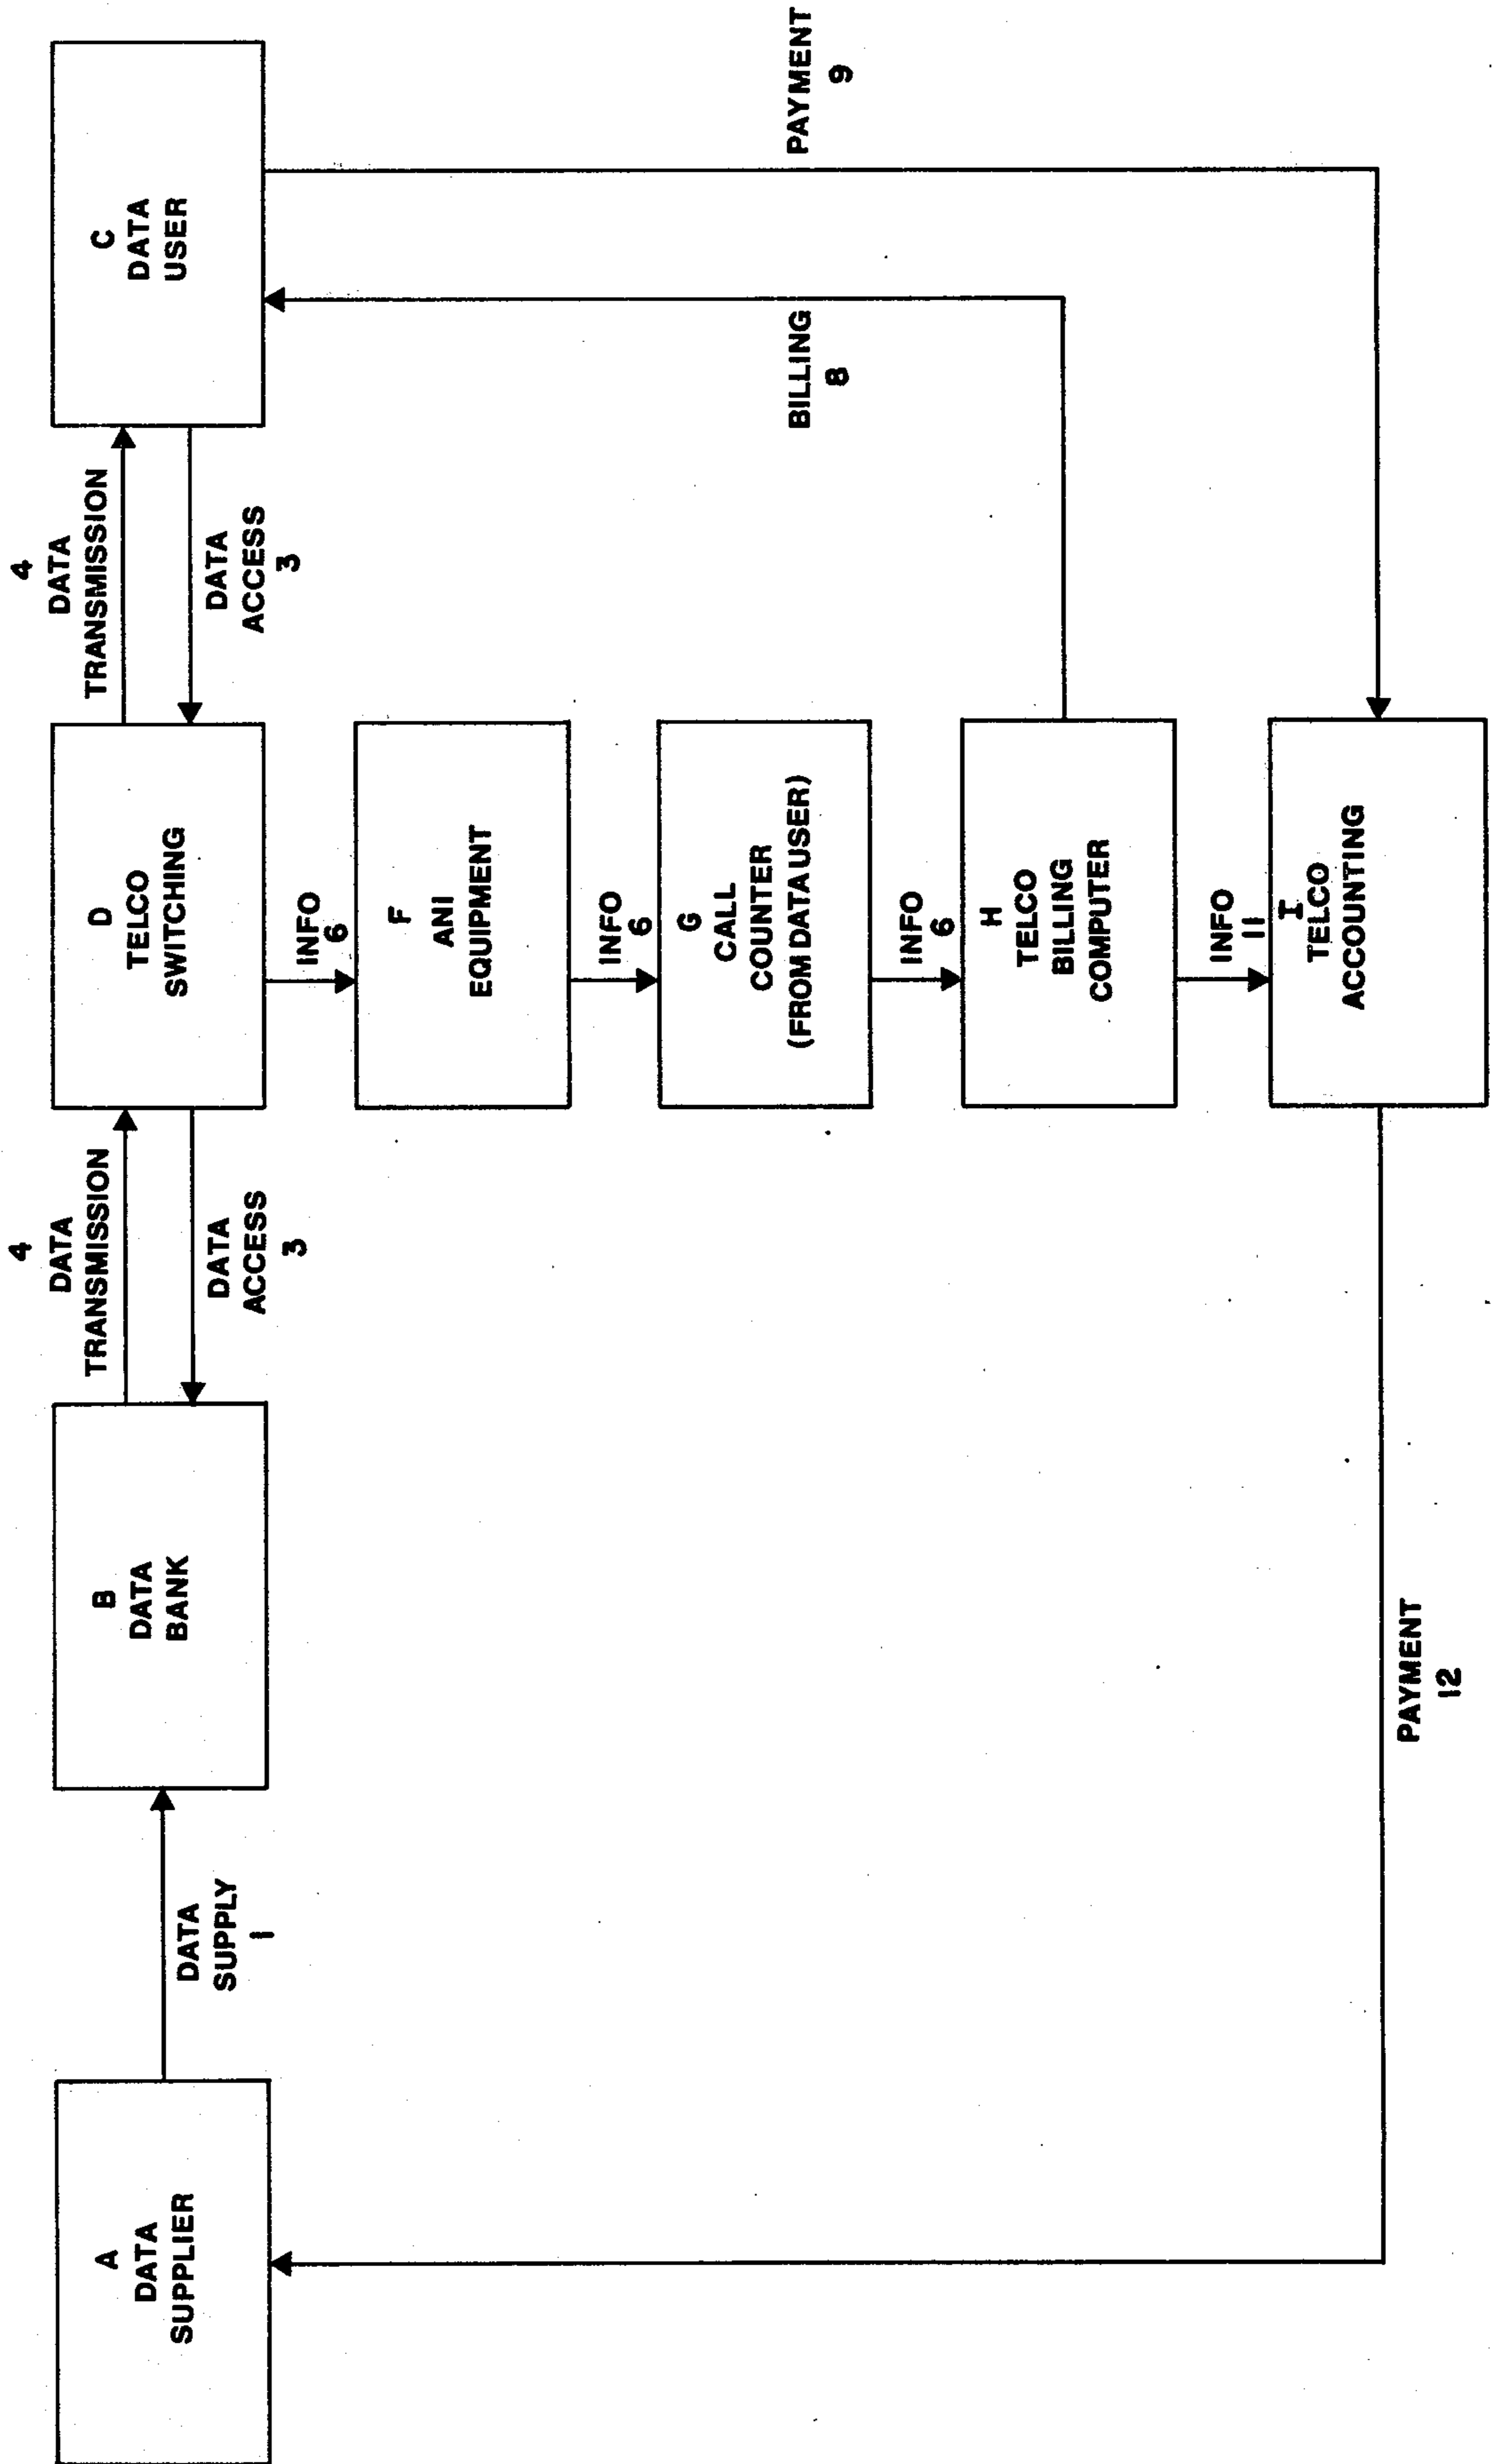 A
DATA
SUPPLIER
DATA
SUPPLY
1
B
DATA
BANK
4
DATA
TRANSMISSION
DATA
ACCESS
3
D
TELCO
SWITCHING
4
DATA
TRANSMISSION
DATA
ACCESS
3
C
DATA
USER
INFO
6
F
ANI
EQUIPMENT
INFO
6
G
CALL
COUNTER
(FROM DATA USER)
INFO
6
H
TELCO
BILLING
COMPUTER
BILLING
8
PAYMENT
9
INFO
11
I
TELCO
ACCOUNTING
PAYMENT
12